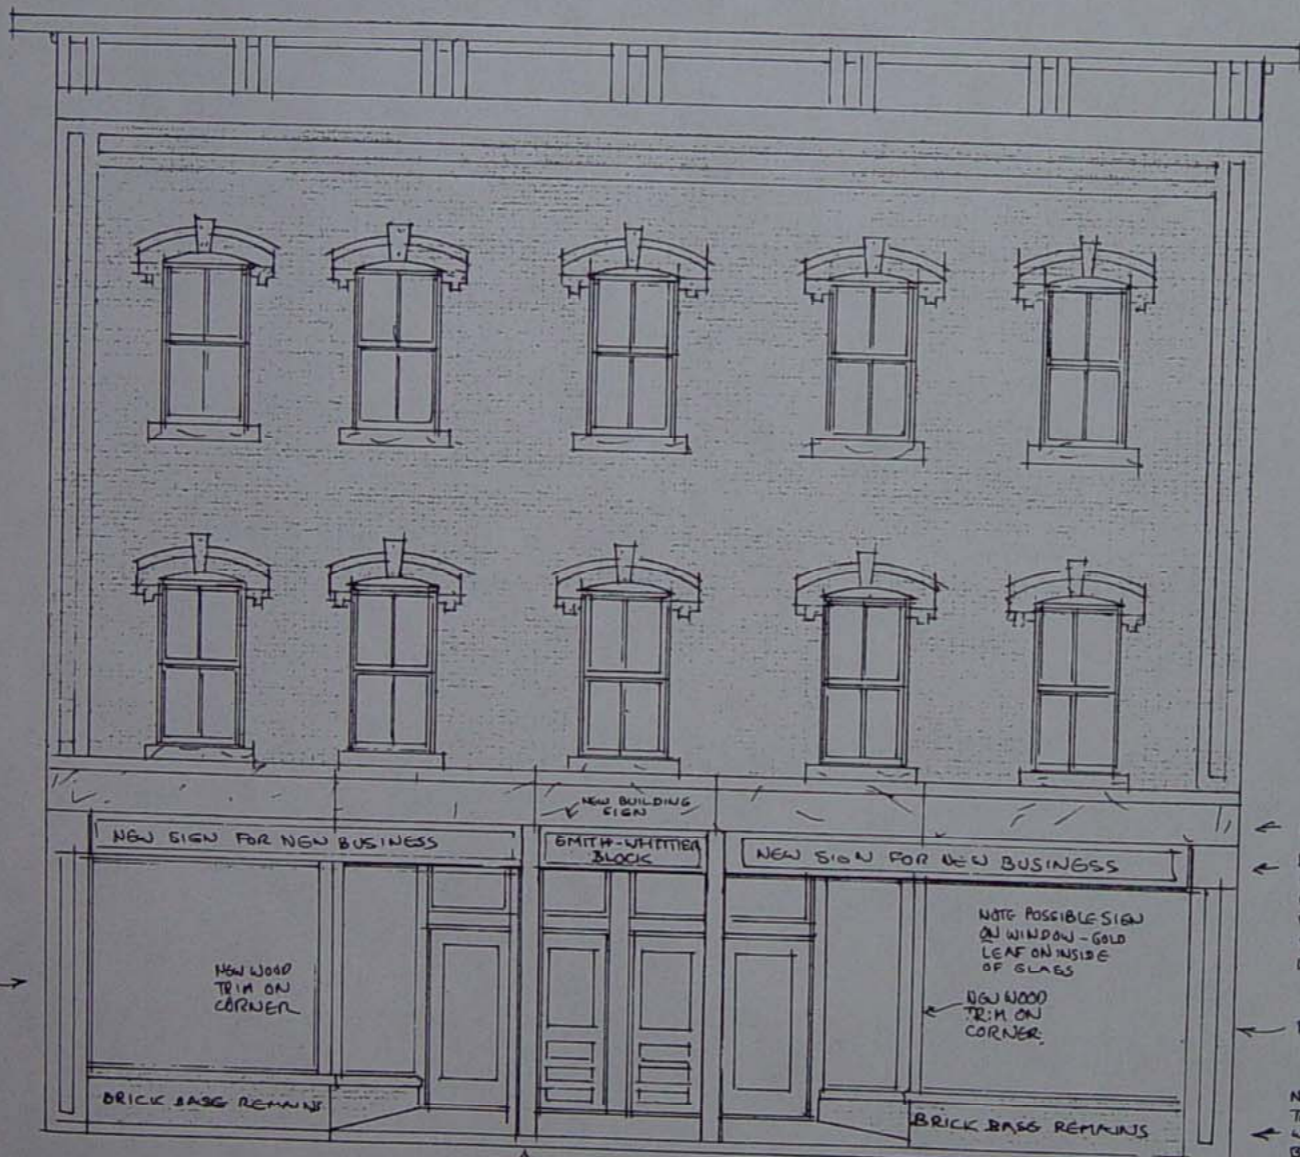 NEW BUILDING
SIGN
NEW SIGN FOR NEW BUSINESS
SMITH-WHITTIER
BLOCK
NEW SIGN FOR NEW BUSINESS
NOTE POSSIBLE SIGN
ON WINDOW - GOLD
LEAF ON INSIDE
OF GLASS
NEW WOOD
TRIM ON
CORNER
NEW WOOD
TRIM ON
CORNER.
BRICK BASE REMAINS
BRICK BASE REMAINS